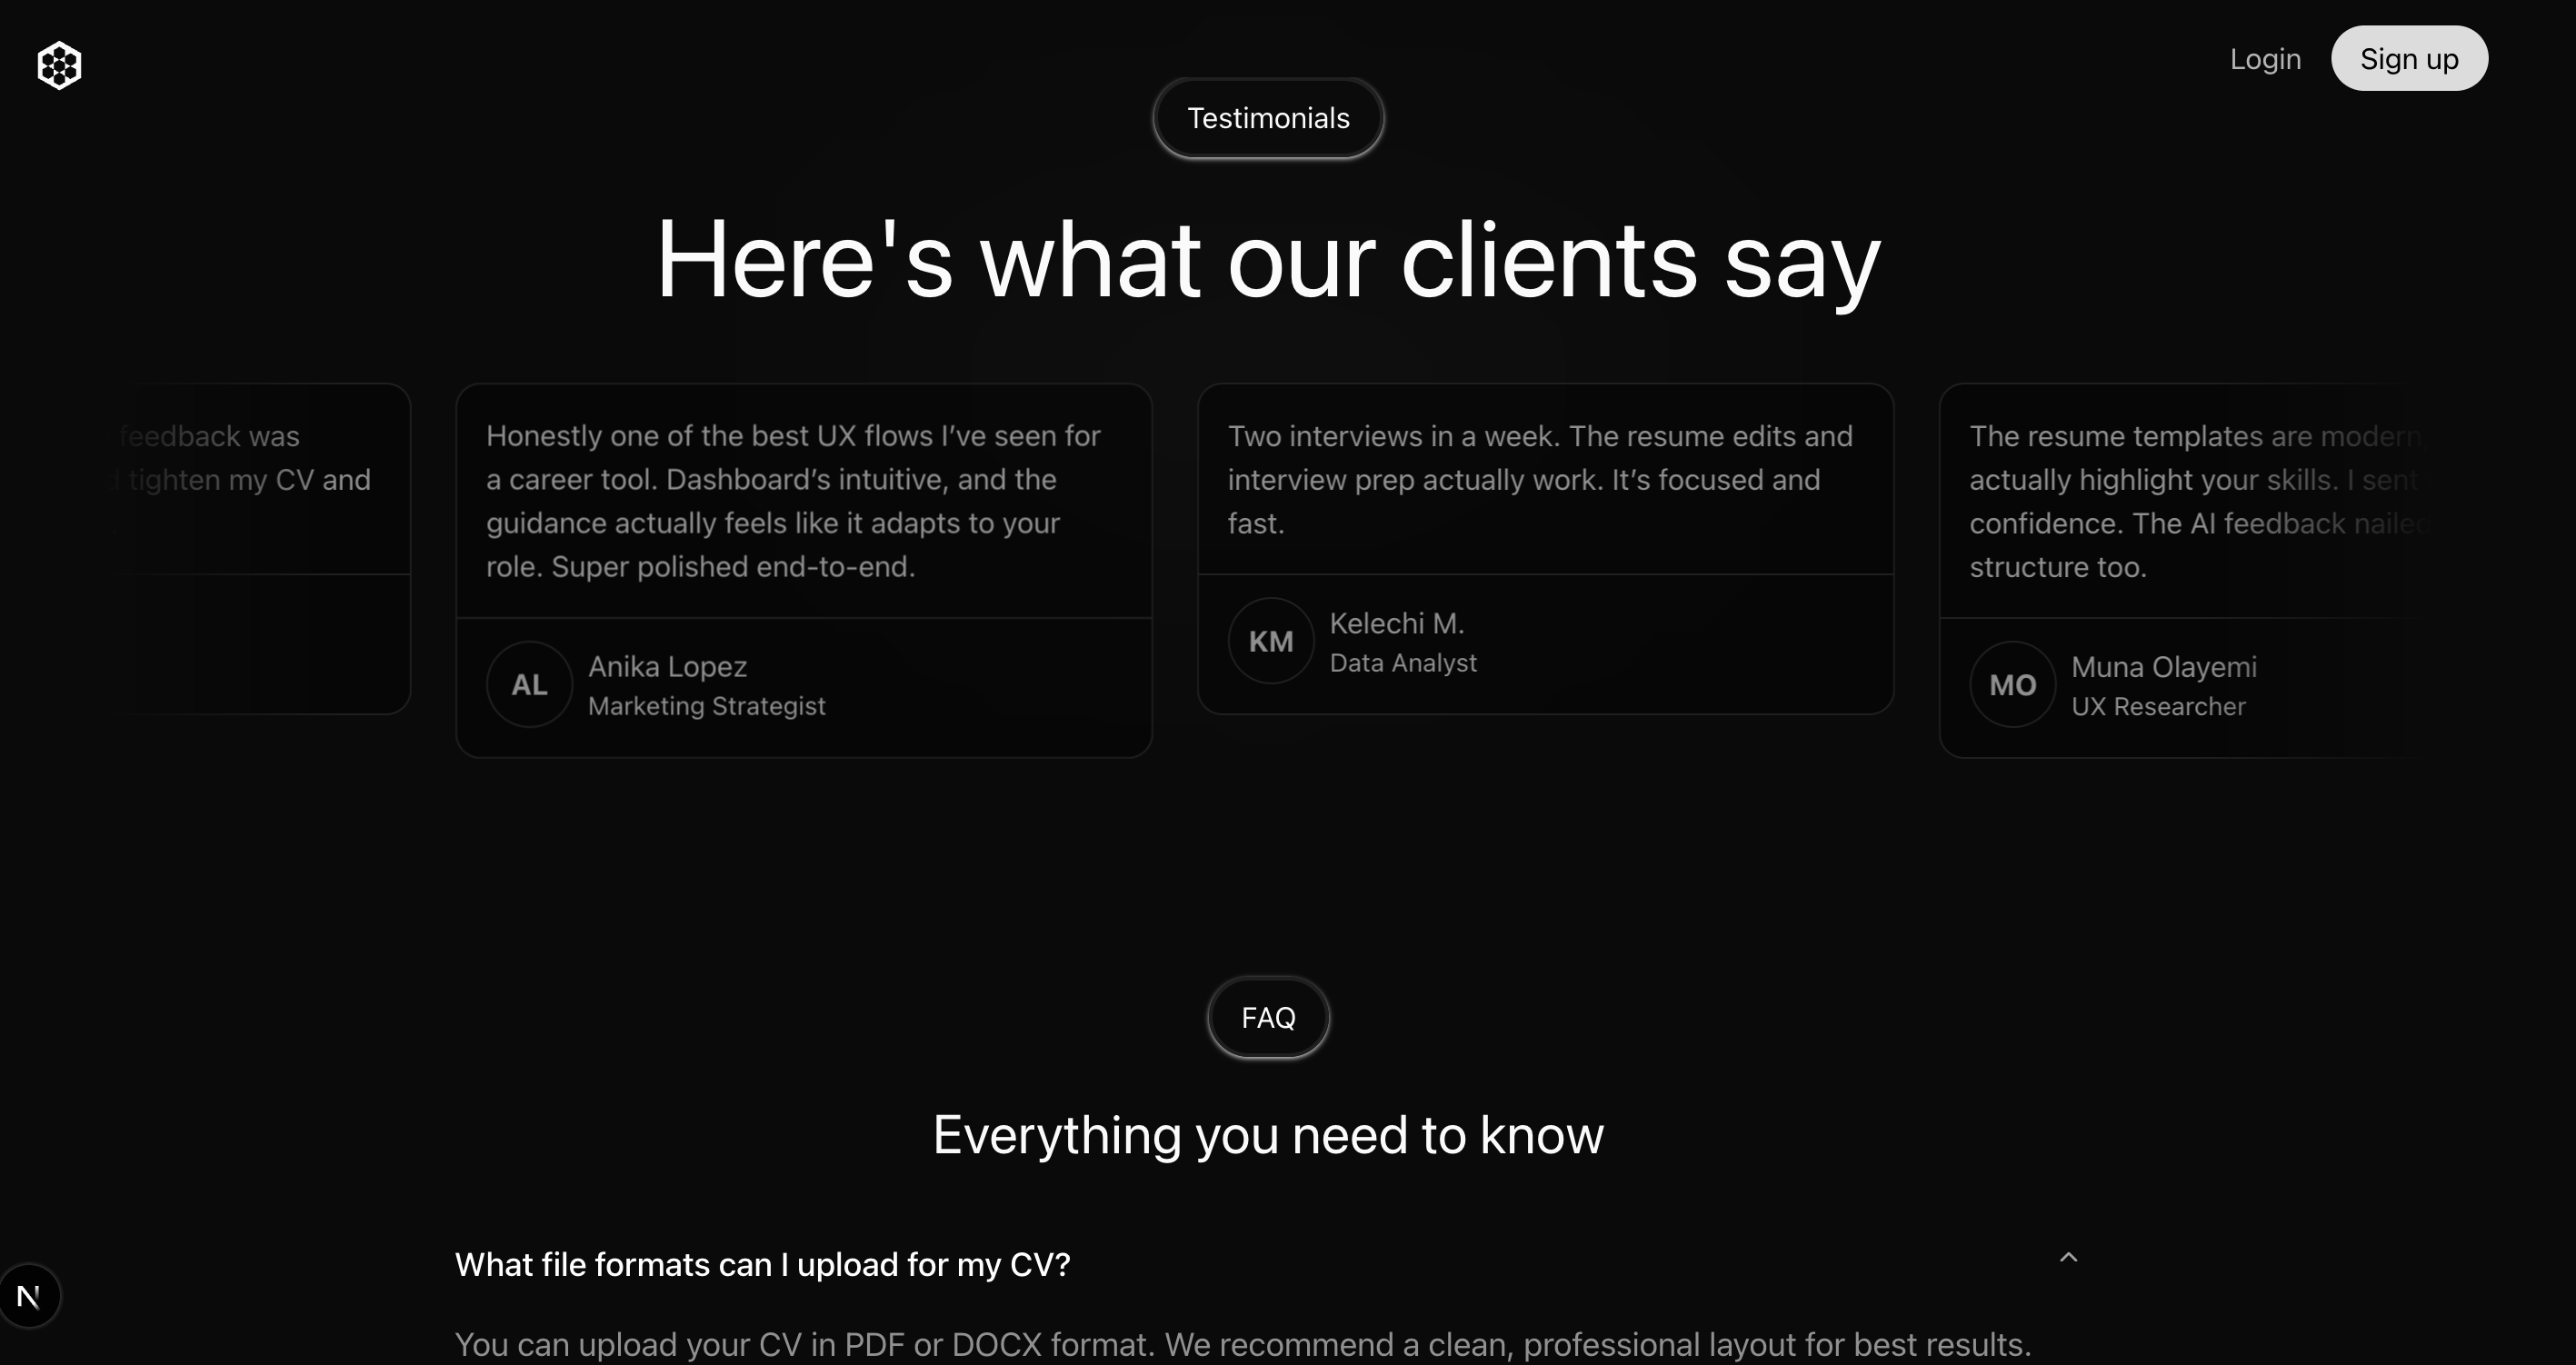 Login
Sign up
Testimonials
Here's what our clients say
feedback was
tighten my CV and
Honestly one of the best UX flows I’ve seen for
a career tool. Dashboard’s intuitive, and the
guidance actually feels like it adapts to your
role. Super polished end-to-end.
AL
Anika Lopez
Marketing Strategist
Two interviews in a week. The resume edits and
interview prep actually work. It’s focused and
fast.
KM
Kelechi M.
Data Analyst
The resume templates are modern,
actually highlight your skills. I sent
confidence. The AI feedback nailed
structure too.
MO
Muna Olayemi
UX Researcher
FAQ
Everything you need to know
What file formats can I upload for my CV?
You can upload your CV in PDF or DOCX format. We recommend a clean, professional layout for best results.
N